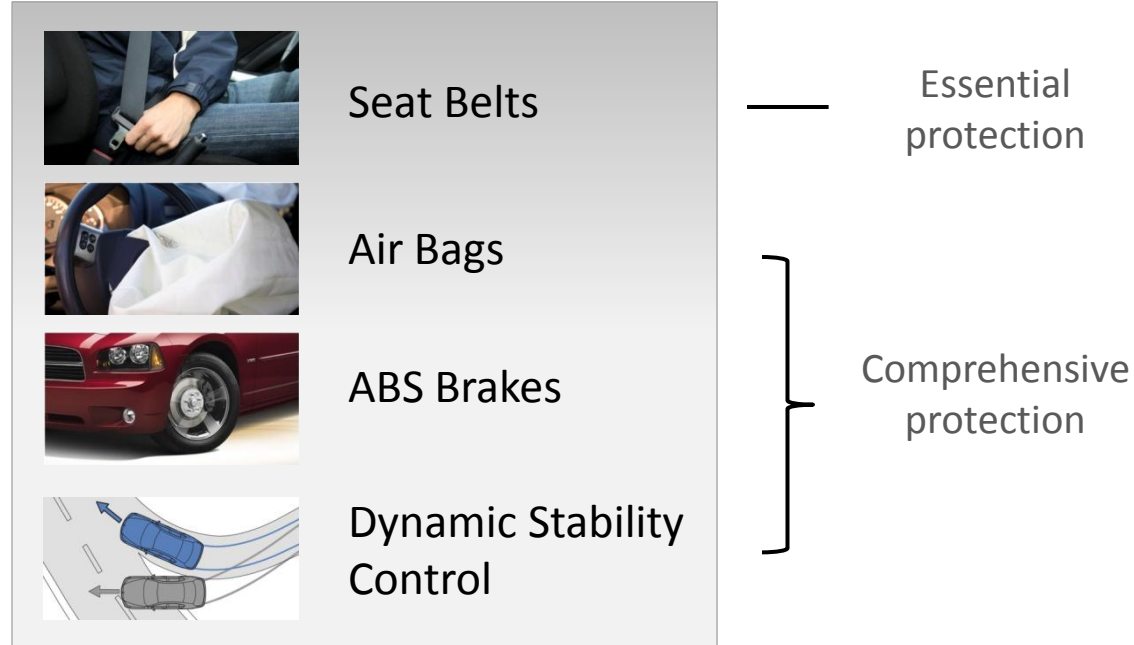 Seat Belts
Essential
protection
Air Bags
ABS Brakes
Comprehensive
protection
Dynamic Stability
Control